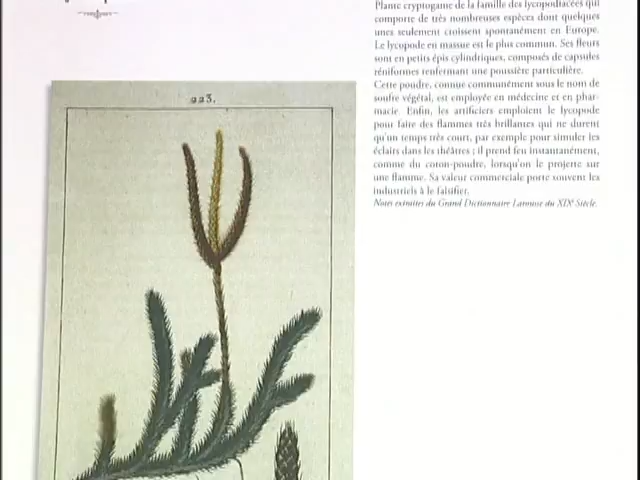 Plante cryptogame de la famille des lycopodiacées qui
comporte de très nombreuses espèces dont quelques
unes seulement croissent spontanément en Europe.
Le lycopode en massue est le plus commun. Ses fleurs
sont en petits épis cylindriques, composés de capsules
réniformes renfermant une poussière particulière.
Cette poudre, connue communément sous le nom de
soufre végétal, est employée en médecine et en phar-
macie. Enfin, les artificiers emploient le lycopode
pour faire des flammes très brillantes qui ne durent
qu'un temps très court, par exemple pour simuler les
éclairs dans les théâtres ; il prend feu instantanément,
comme du coton-poudre, lorsqu'on le projette sur
une flamme. Sa valeur commerciale porte souvent les
industriels à le falsifier.
Notes extraites du Grand Dictionnaire Larousse du XIXe Siècle.
223.